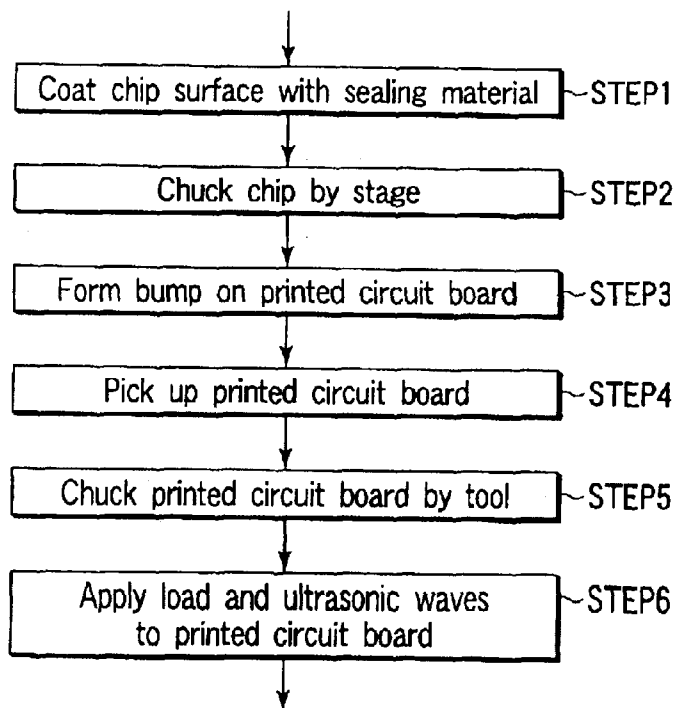 Coat chip surface with sealing material STEP1
Chuck chip by stage STEP2
Form bump on printed circuit board STEP3
Pick up printed circuit board STEP4
Chuck printed circuit board by tool STEP5
Apply load and ultrasonic waves STEP6
to printed circuit board